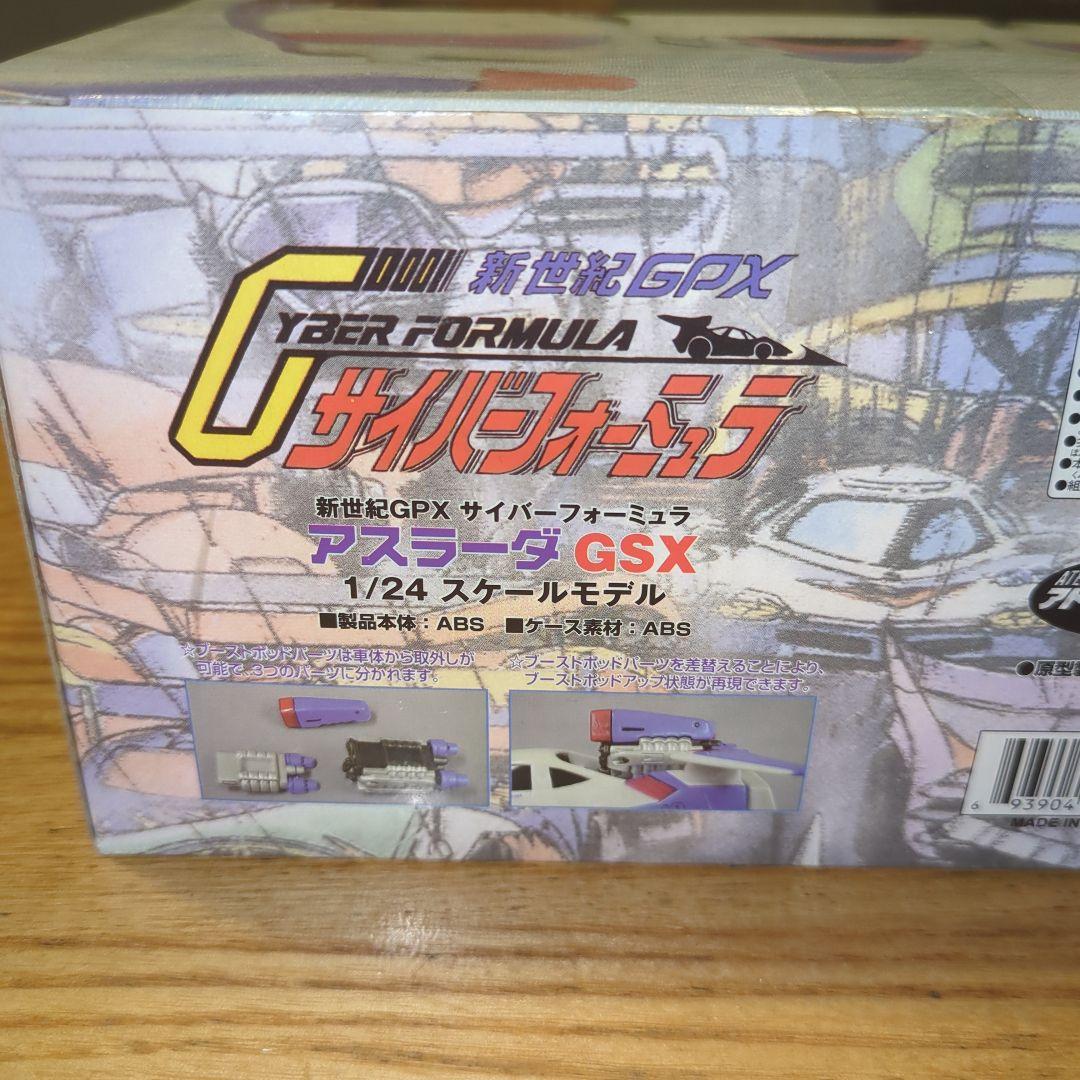 新世紀GPX
CYBER FORMULA
サイバーフォーミュラ
新世紀GPX サイバーフォーミュラ
アスラーダ GSX
1/24 スケールモデル
■製品本体：ABS ■ケース素材：ABS
☆ブーストポッドパーツは車体から取外しが
可能で、3つのパーツに分かれます。
☆ブーストポッドパーツを差替えることにより、
ブーストポッドアップ状態が再現できます。
●本
●組
●原型
6 93904
MADE IN